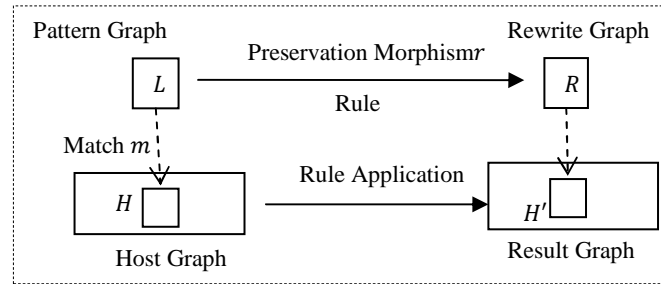 Pattern Graph
Rewrite Graph
Preservation Morphismr
L
R
Rule
Match m
Rule Application
H
H′
Host Graph
Result Graph